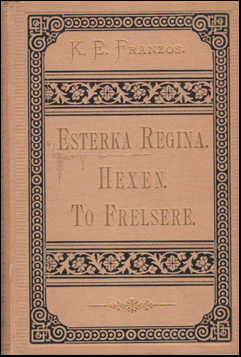 K. E. FRANZOS.
ESTERKA REGINA.
HEXEN.
TO FRELSERE.